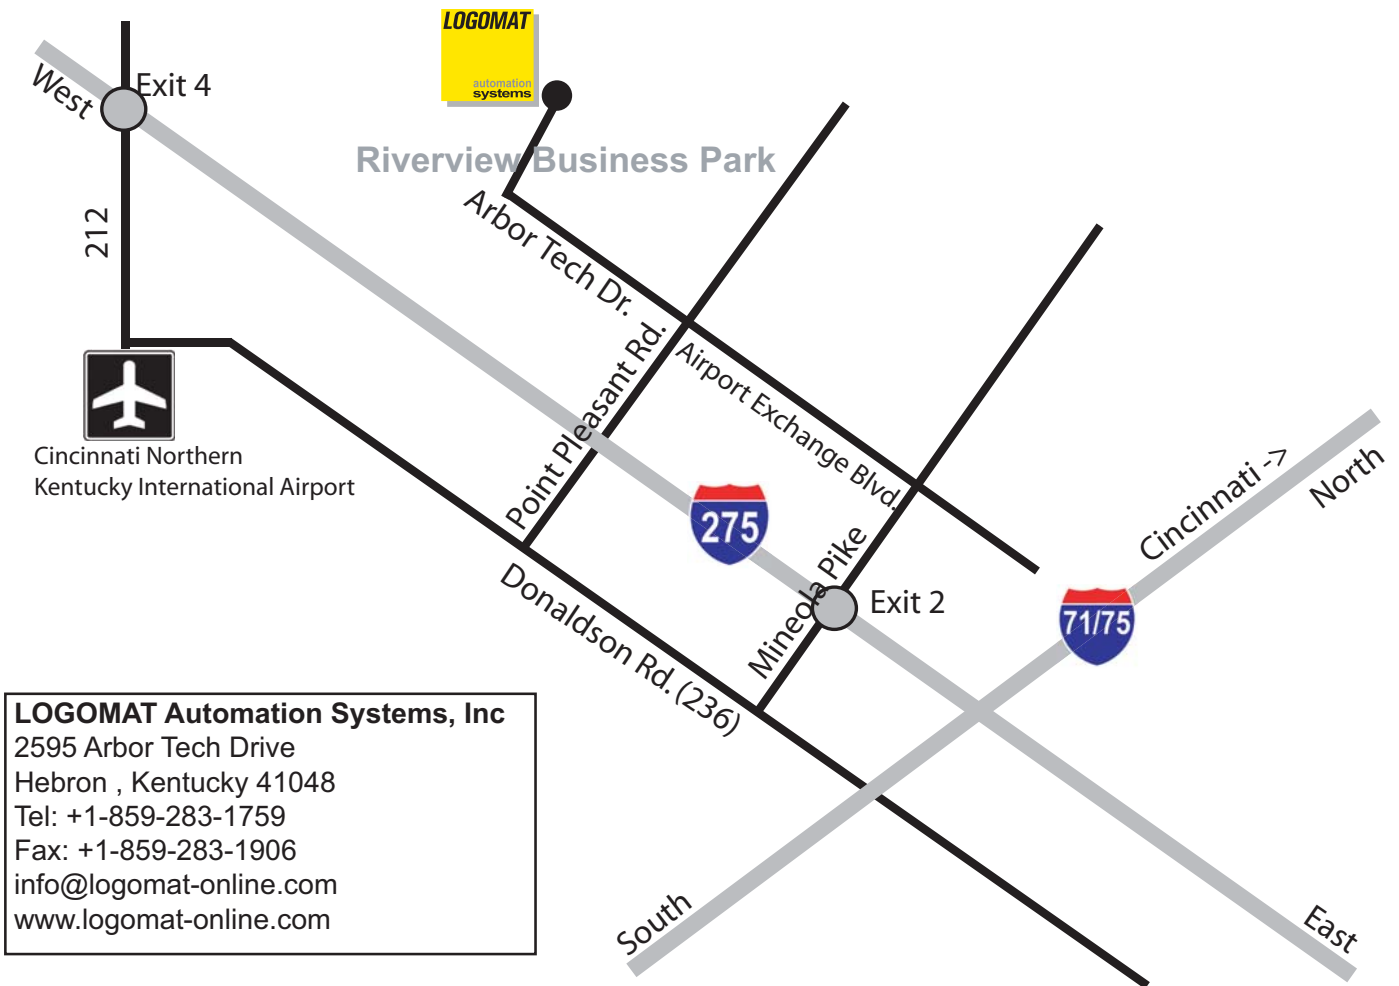 LOGOMAT
automation
systems
West
Exit 4
Riverview Business Park
212
Arbor Tech Dr.
Point Pleasant Rd.
Airport Exchange Blvd.
Cincinnati Northern
Kentucky International Airport
275
Cincinnati ->
North
Mineola Pike
Exit 2
71/75
Donaldson Rd. (236)
LOGOMAT Automation Systems, Inc
2595 Arbor Tech Drive
Hebron , Kentucky 41048
Tel: +1-859-283-1759
Fax: +1-859-283-1906
info@logomat-online.com
www.logomat-online.com
South
East